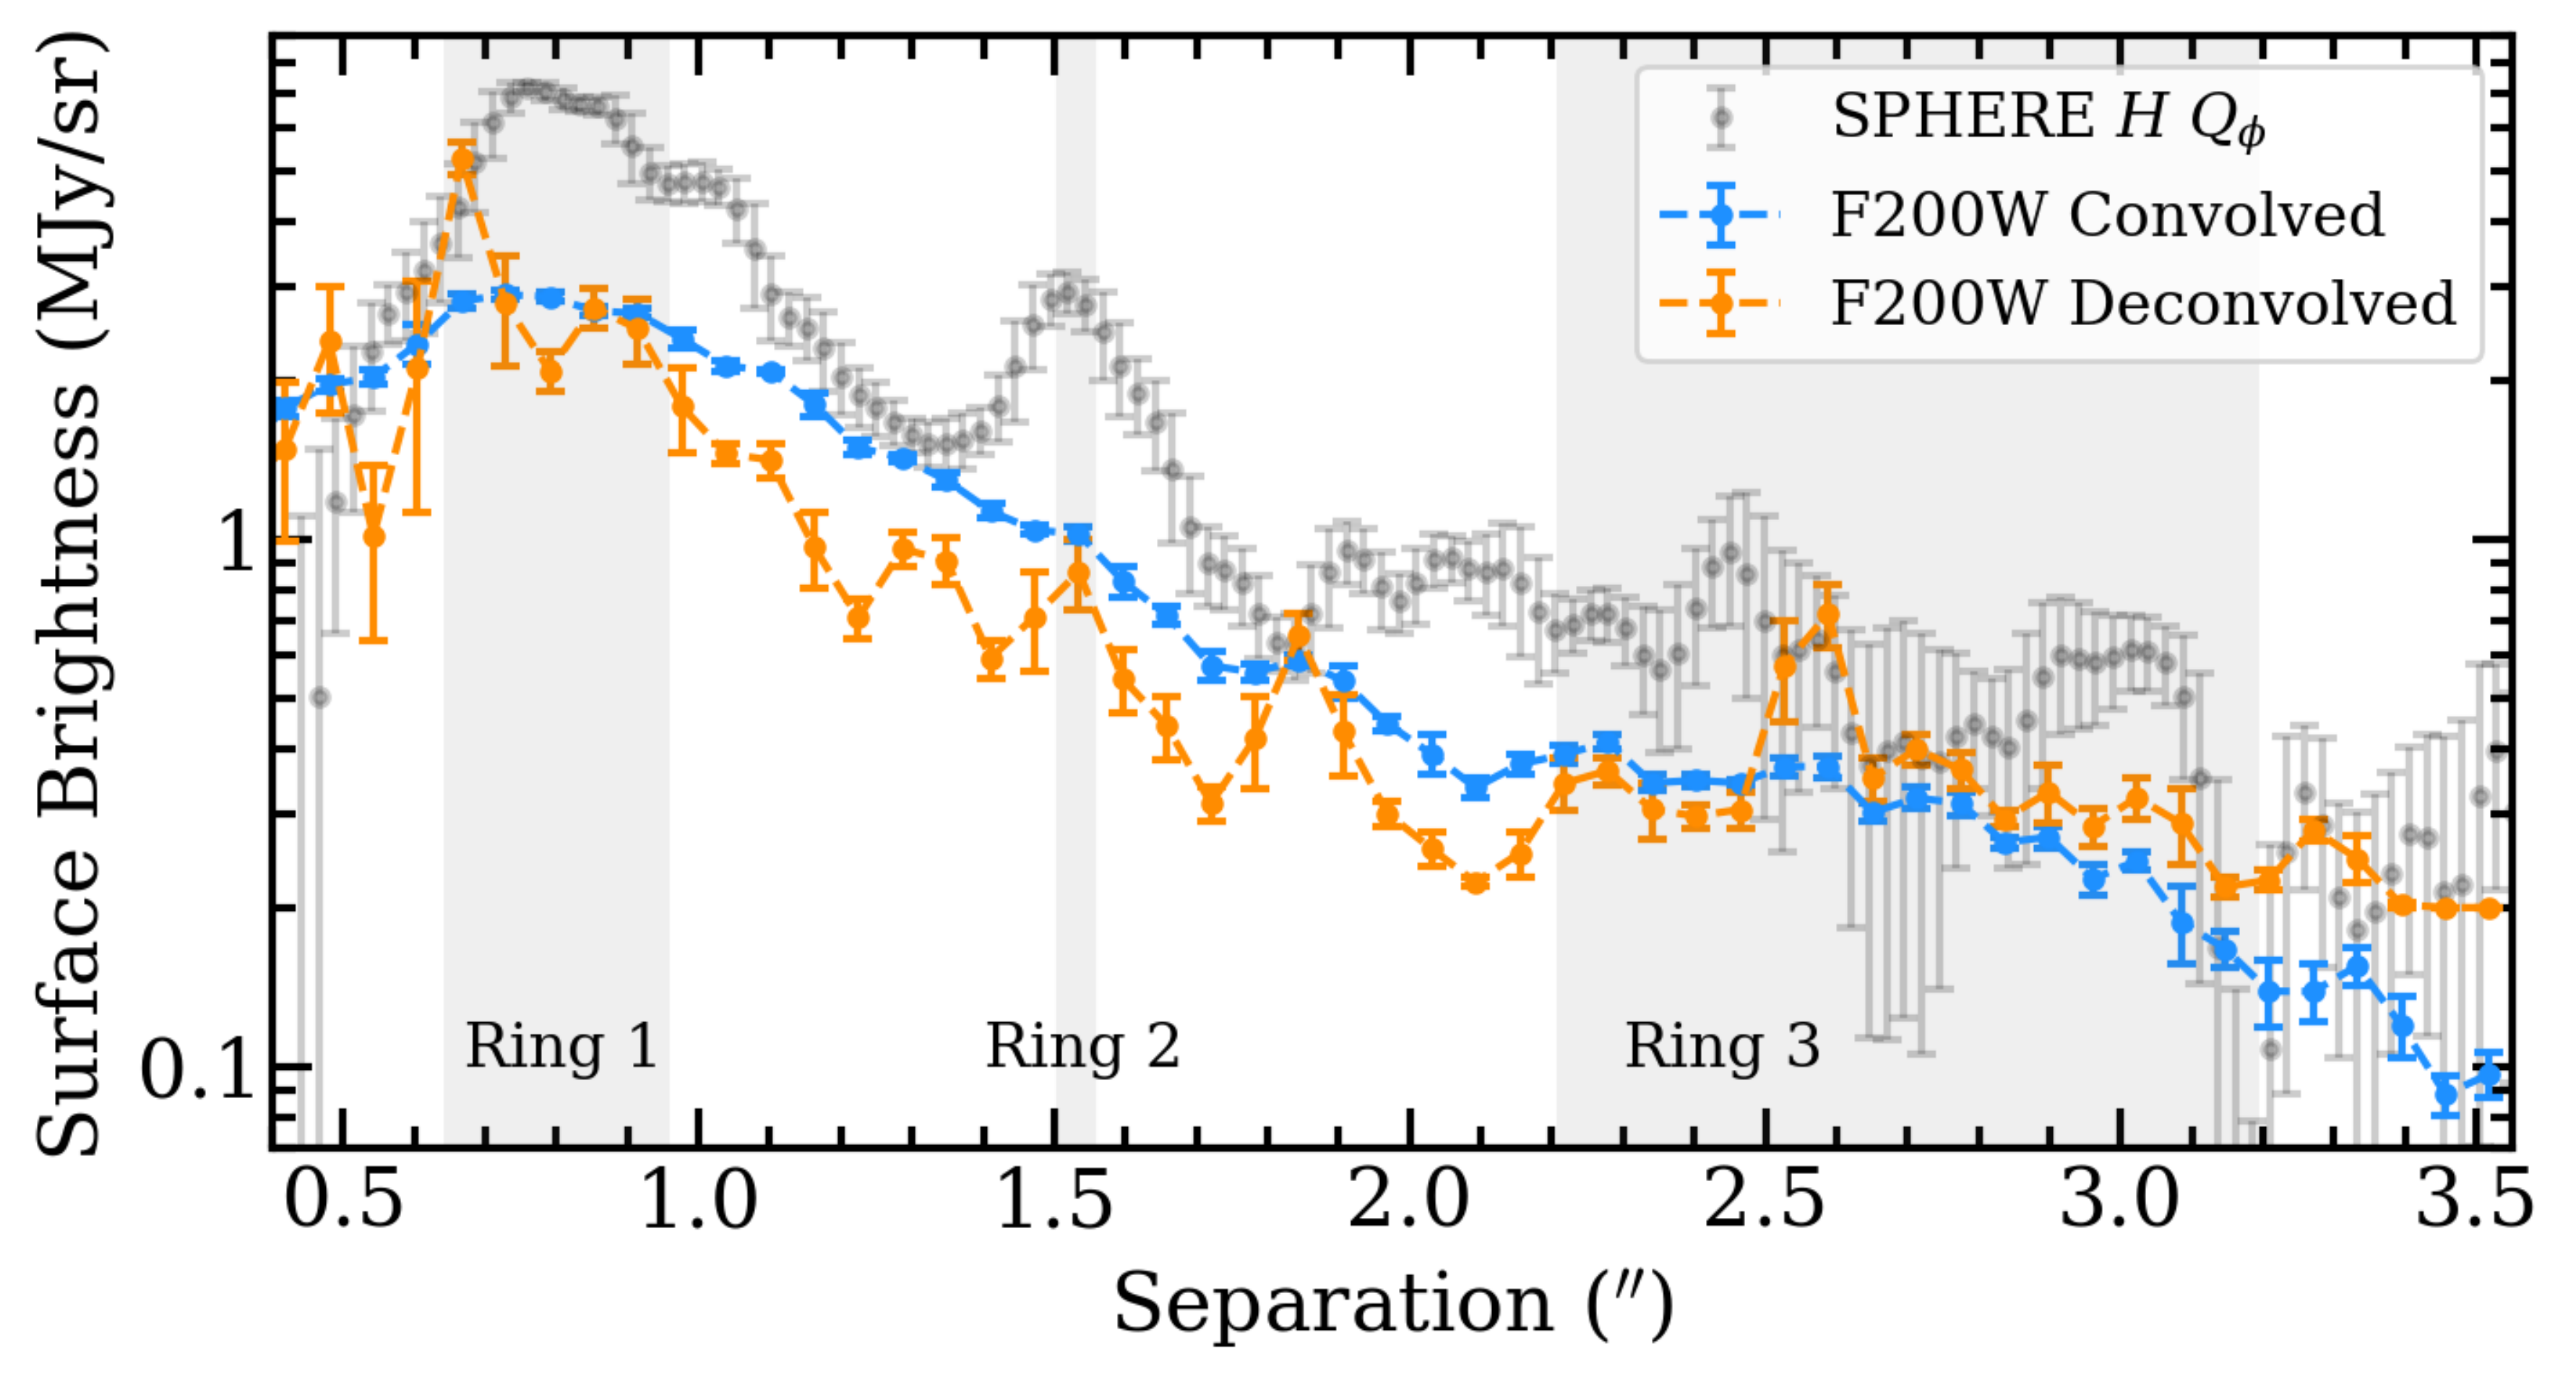 Surface Brightness (MJy/sr)
1
0.1
SPHERE H Qϕ
F200W Convolved
F200W Deconvolved
Ring 1
Ring 2
Ring 3
0.5 1.0 1.5 2.0 2.5 3.0 3.5
Separation (″)